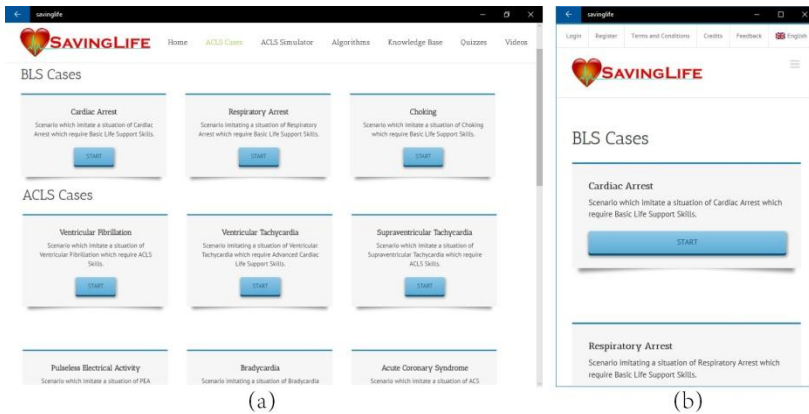 savinglife
SAVINGLIFE
Home ACLS Cases ACLS Simulator Algorithms Knowledge Base Quizzes Videos
BLS Cases
Cardiac Arrest
Scenario which imitate a situation of Cardiac
Arrest which require Basic Life Support Skills.
START
Respiratory Arrest
Scenario imitating a situation of Respiratory
Arrest which require Basic Life Support Skills.
START
Choking
Scenario which imitate a situation of Choking
which require Basic Life Support Skills.
START
ACLS Cases
Ventricular Fibrillation
Scenario which imitate a situation of
Ventricular Fibrillation which require ACLS
Skills.
START
Ventricular Tachycardia
Scenario imitating a situation of Ventricular
Tachycardia which require Advanced Cardiac
Life Support Skills.
START
Supraventricular Tachycardia
Scenario which imitate a situation of
Supraventricular Tachycardia which require
ACLS Skills.
START
Pulseless Electrical Activity
Scenario which imitate a situation of PEA
Bradycardia
Scenario imitating a situation of Bradycardia
Acute Coronary Syndrome
Scenario which imitate a situation of ACS
(a)
savinglife
Login Register Terms and Conditions Credits Feedback English
SAVINGLIFE
BLS Cases
Cardiac Arrest
Scenario which imitate a situation of Cardiac Arrest which
require Basic Life Support Skills.
START
Respiratory Arrest
Scenario imitating a situation of Respiratory Arrest which
require Basic Life Support Skills.
(b)